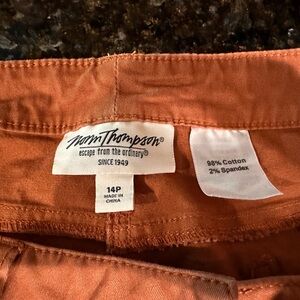 Norm Thompson®
escape from the ordinary®
SINCE 1949
14P
MADE IN
CHINA
98% Cotton
2% Spandex